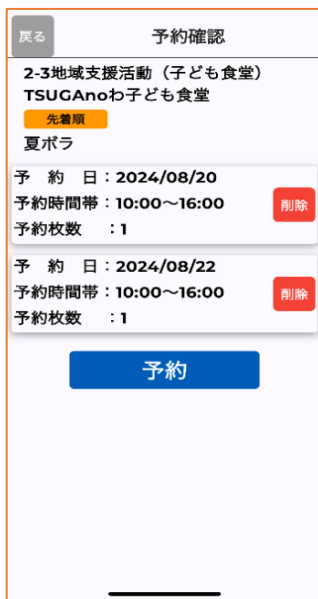 戻る
予約確認
2-3地域支援活動（子ども食堂）
TSUGAnoわ子ども食堂
先着順
夏ボラ
予 約 日：2024/08/20
予約時間帯：10:00〜16:00
予約枚数 ：1
削除
予 約 日：2024/08/22
予約時間帯：10:00〜16:00
予約枚数 ：1
削除
予約